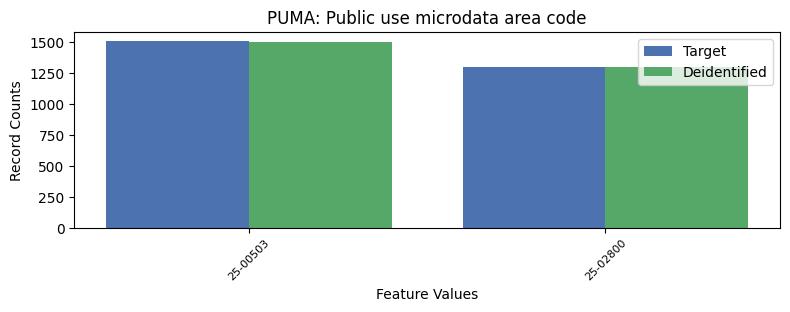 PUMA: Public use microdata area code
Record Counts
1500
1250
1000
750
500
250
0
Target
Deidentified
25-00503
25-02800
Feature Values